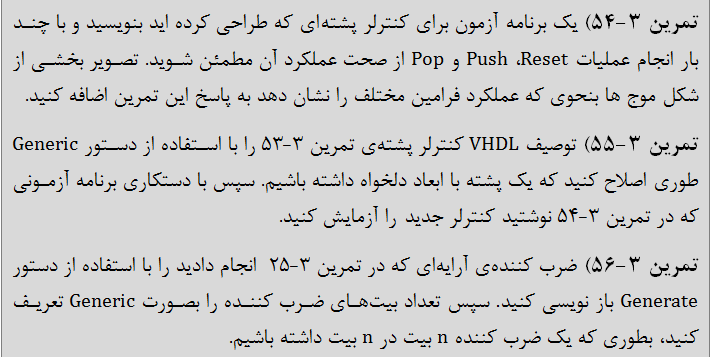 تمرین ۳-۵۴) یک برنامه آزمون برای کنترلر پشته‌ای که طراحی کرده اید بنویسید و با چند
بار انجام عملیات Reset، Push و Pop از صحت عملکرد آن مطمئن شوید. تصویر بخشی از
شکل موج ها بنحوی که عملکرد فرامین مختلف را نشان دهد به پاسخ این تمرین اضافه کنید.
تمرین ۳-۵۵) توصیف VHDL کنترلر پشته‌ی تمرین ۳-۵۳ را با استفاده از دستور Generic
طوری اصلاح کنید که یک پشته با ابعاد دلخواه داشته باشیم. سپس با دستکاری برنامه آزمونی
که در تمرین ۳-۵۴ نوشتید کنترلر جدید را آزمایش کنید.
تمرین ۳-۵۶) ضرب کننده‌ی آرایه‌ای که در تمرین ۳-۲۵ انجام دادید را با استفاده از دستور
Generate باز نویسی کنید. سپس تعداد بیت‌های ضرب کننده را بصورت Generic تعریف
کنید، بطوری که یک ضرب کننده n بیت در n بیت داشته باشیم.